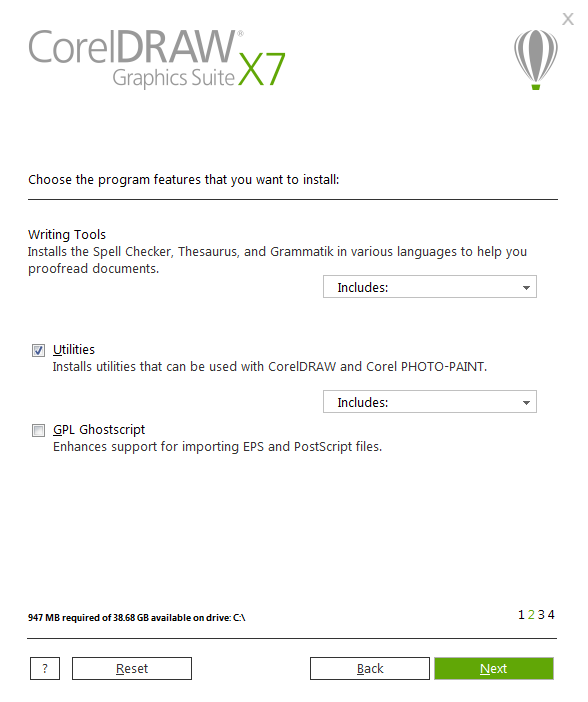 X
CorelDRAW®
Graphics Suite X7
Choose the program features that you want to install:
Writing Tools
Installs the Spell Checker, Thesaurus, and Grammatik in various languages to help you
proofread documents.
Includes:
Utilities
Installs utilities that can be used with CorelDRAW and Corel PHOTO-PAINT.
Includes:
GPL Ghostscript
Enhances support for importing EPS and PostScript files.
947 MB required of 38.68 GB available on drive: C:\
1 2 3 4
? Reset Back Next